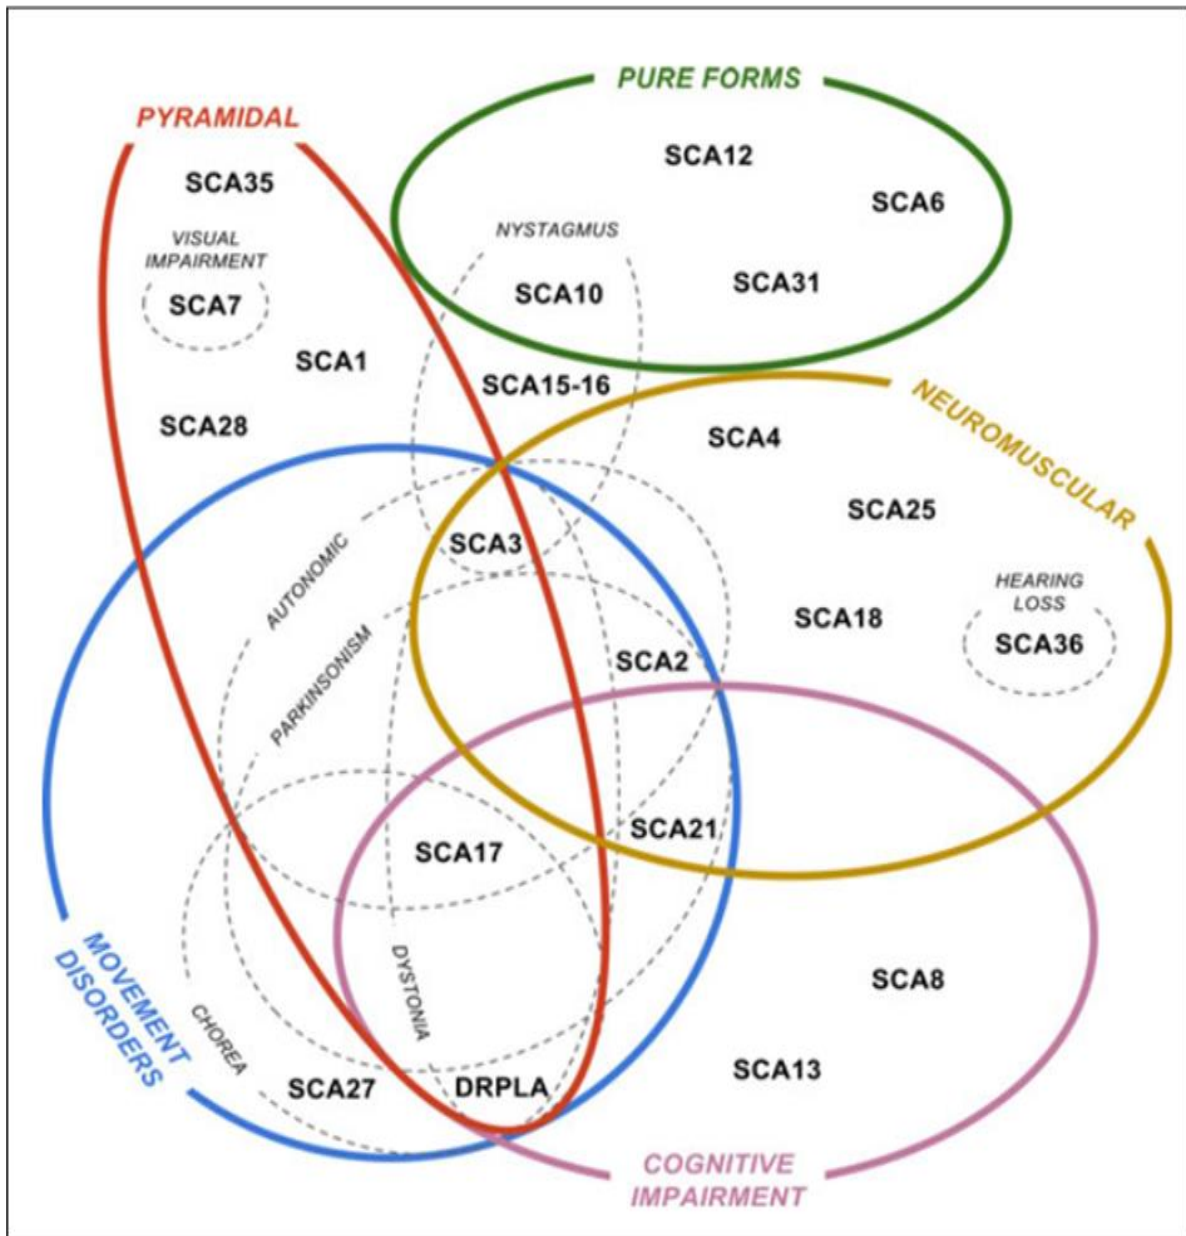 PURE FORMS
PYRAMIDAL
SCA12
SCA35
SCA6
NYSTAGMUS
VISUAL
IMPAIRMENT
SCA10
SCA31
SCA7
SCA1
SCA15-16
NEUROMUSCULAR
SCA28
SCA4
SCA25
SCA3
AUTONOMIC
HEARING
LOSS
SCA18
SCA36
PARKINSONISM
SCA2
SCA21
SCA17
MOVEMENT
DISORDERS
DYSTONIA
SCA8
CHOREA
SCA13
SCA27
DRPLA
COGNITIVE
IMPAIRMENT